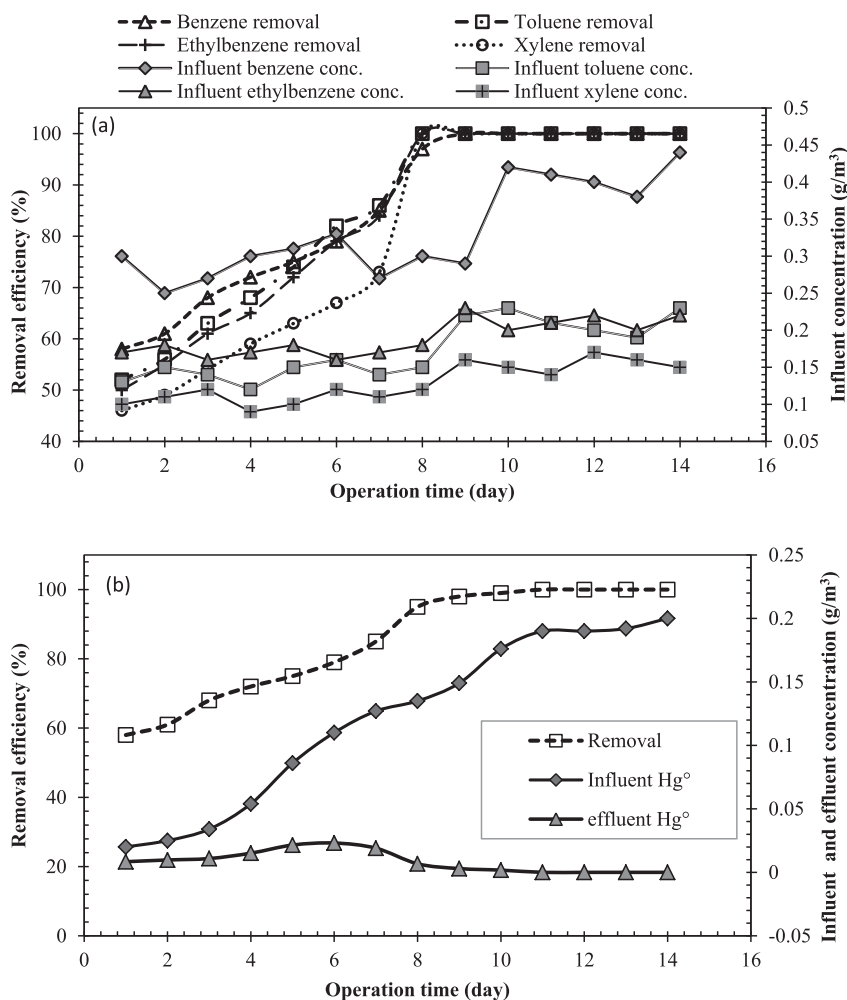 Benzene removal
Toluene removal
Ethylbenzene removal
Xylene removal
Influent benzene conc.
Influent toluene conc.
Influent ethylbenzene conc.
Influent xylene conc.
(a)
Removal efficiency (%)
100
90
80
70
60
50
40
0 2 4 6 8 10 12 14 16
Operation time (day)
0.5
0.45
0.4
0.35
0.3
0.25
0.2
0.15
0.1
0.05
Influent concentration (g/m³)
(b)
Removal efficiency (%)
100
80
60
40
20
0
0 2 4 6 8 10 12 14 16
Operation time (day)
0.25
0.2
0.15
0.1
0.05
0
-0.05
Influent and effluent concentration (g/m³)
Removal
Influent Hg°
effluent Hg°